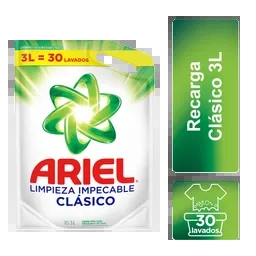 3L = 30 LAVADOS
ARIEL
LIMPIEZA IMPECABLE
CLÁSICO
Recarga
Clásico 3L
30
lavados